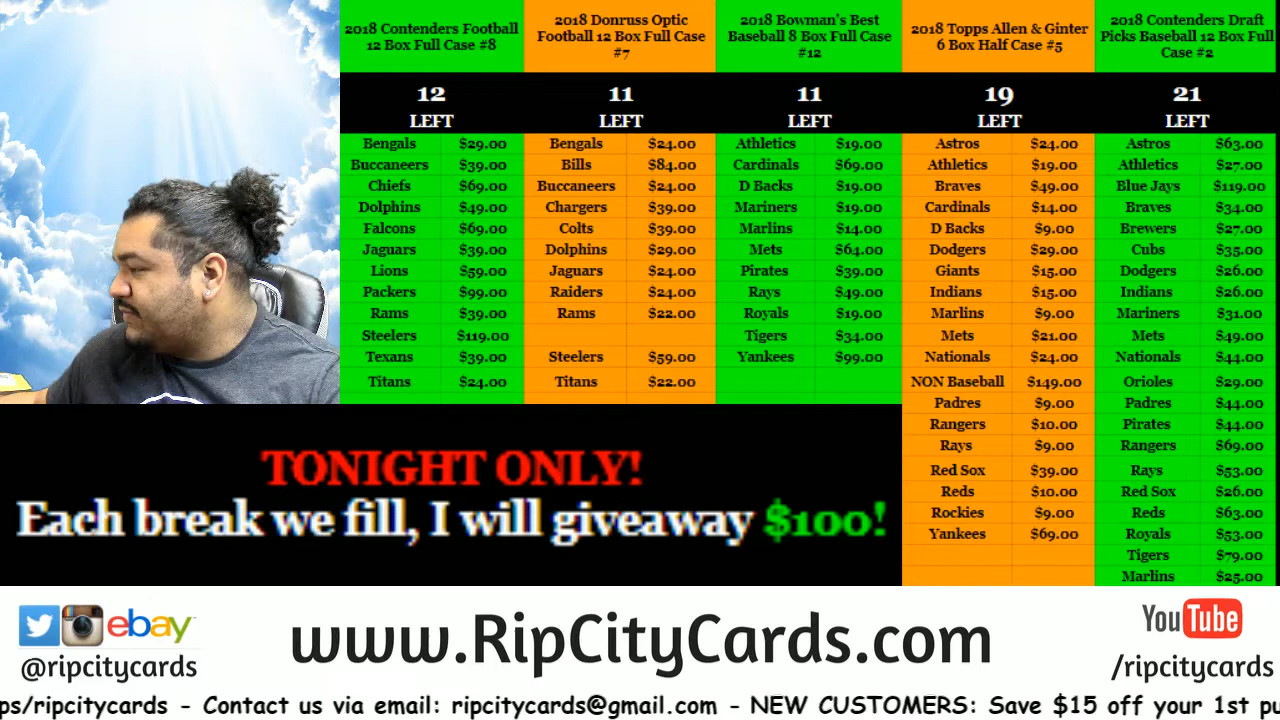 2018 Contenders Football
12 Box Full Case #8
12
LEFT
Bengals $29.00
Buccaneers $39.00
Chiefs $69.00
Dolphins $49.00
Falcons $69.00
Jaguars $39.00
Lions $59.00
Packers $99.00
Rams $39.00
Steelers $119.00
Texans $39.00
Titans $24.00
2018 Donruss Optic
Football 12 Box Full Case
#7
11
LEFT
Bengals $24.00
Bills $84.00
Buccaneers $24.00
Chargers $39.00
Colts $39.00
Dolphins $29.00
Jaguars $24.00
Raiders $24.00
Rams $22.00
Steelers $59.00
Titans $22.00
2018 Bowman's Best
Baseball 8 Box Full Case
#12
11
LEFT
Athletics $19.00
Cardinals $69.00
D Backs $19.00
Mariners $19.00
Marlins $14.00
Mets $64.00
Pirates $39.00
Rays $49.00
Royals $19.00
Tigers $34.00
Yankees $99.00
2018 Topps Allen & Ginter
6 Box Half Case #5
19
LEFT
Astros $24.00
Athletics $19.00
Braves $49.00
Cardinals $14.00
D Backs $9.00
Dodgers $29.00
Giants $15.00
Indians $15.00
Marlins $9.00
Mets $21.00
Nationals $24.00
NON Baseball $149.00
Padres $9.00
Rangers $10.00
Rays $9.00
Red Sox $39.00
Reds $10.00
Rockies $9.00
Yankees $69.00
2018 Contenders Draft
Picks Baseball 12 Box Full
Case #2
21
LEFT
Astros $63.00
Athletics $27.00
Blue Jays $119.00
Braves $34.00
Brewers $27.00
Cubs $35.00
Dodgers $26.00
Indians $26.00
Mariners $31.00
Mets $49.00
Nationals $44.00
Orioles $29.00
Padres $44.00
Pirates $44.00
Rangers $69.00
Rays $53.00
Red Sox $26.00
Reds $63.00
Royals $53.00
Tigers $79.00
Marlins $25.00
TONIGHT ONLY!
Each break we fill, I will giveaway $100!
ebay
@ripcitycards
www.RipCityCards.com
YouTube
/ripcitycards
ps/ripcitycards - Contact us via email: ripcitycards@gmail.com - NEW CUSTOMERS: Save $15 off your 1st pu